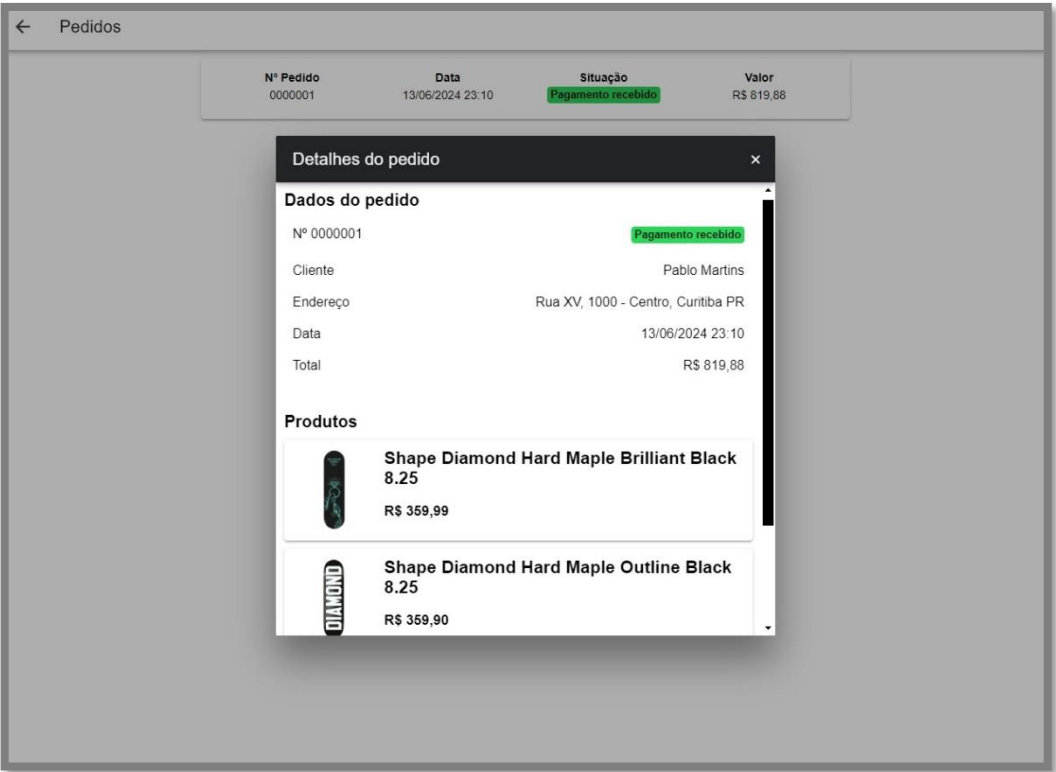 Pedidos
Nº Pedido Data Situação Valor
0000001 13/06/2024 23:10 Pagamento recebido R$ 819,88
Detalhes do pedido ×
Dados do pedido
Nº 0000001 Pagamento recebido
Cliente Pablo Martins
Endereço Rua XV, 1000 - Centro, Curitiba PR
Data 13/06/2024 23:10
Total R$ 819,88
Produtos
Shape Diamond Hard Maple Brilliant Black
8.25
R$ 359,99
Shape Diamond Hard Maple Outline Black
8.25
DIAMOND
R$ 359,90